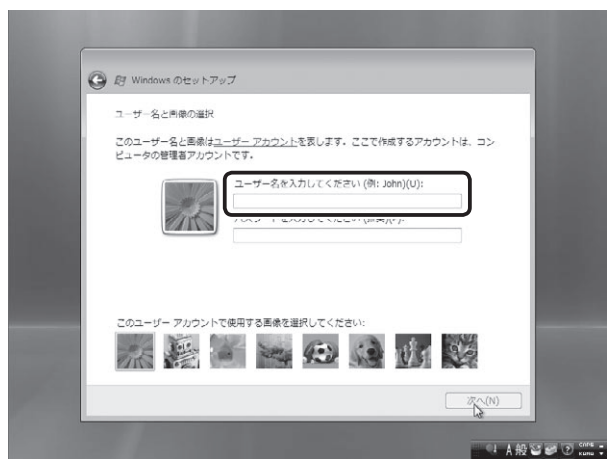 Windows のセットアップ
ユーザー名と画像の選択
このユーザー名と画像はユーザー アカウントを表します。ここで作成するアカウントは、コン
ピュータの管理者アカウントです。
ユーザー名を入力してください (例: John)(U):
このユーザー アカウントで使用する画像を選択してください:
次へ(N)
A 般
CAPS
KANA